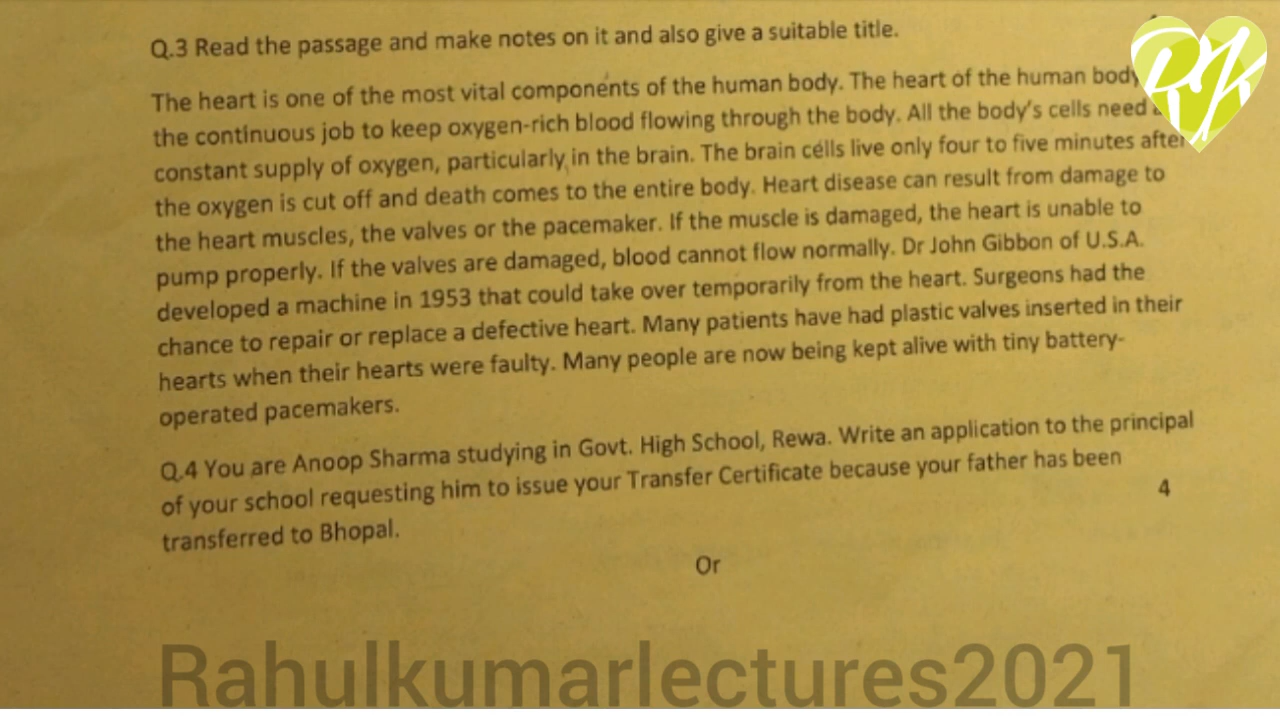 Q.3 Read the passage and make notes on it and also give a suitable title.
The heart is one of the most vital components of the human body. The heart of the human body
the continuous job to keep oxygen-rich blood flowing through the body. All the body's cells need
constant supply of oxygen, particularly in the brain. The brain cells live only four to five minutes after
the oxygen is cut off and death comes to the entire body. Heart disease can result from damage to
the heart muscles, the valves or the pacemaker. If the muscle is damaged, the heart is unable to
pump properly. If the valves are damaged, blood cannot flow normally. Dr John Gibbon of U.S.A.
developed a machine in 1953 that could take over temporarily from the heart. Surgeons had the
chance to repair or replace a defective heart. Many patients have had plastic valves inserted in their
hearts when their hearts were faulty. Many people are now being kept alive with tiny battery-
operated pacemakers.
Q.4 You are Anoop Sharma studying in Govt. High School, Rewa. Write an application to the principal
of your school requesting him to issue your Transfer Certificate because your father has been
transferred to Bhopal. 4
Or
Rahulkumarlectures2021
RK